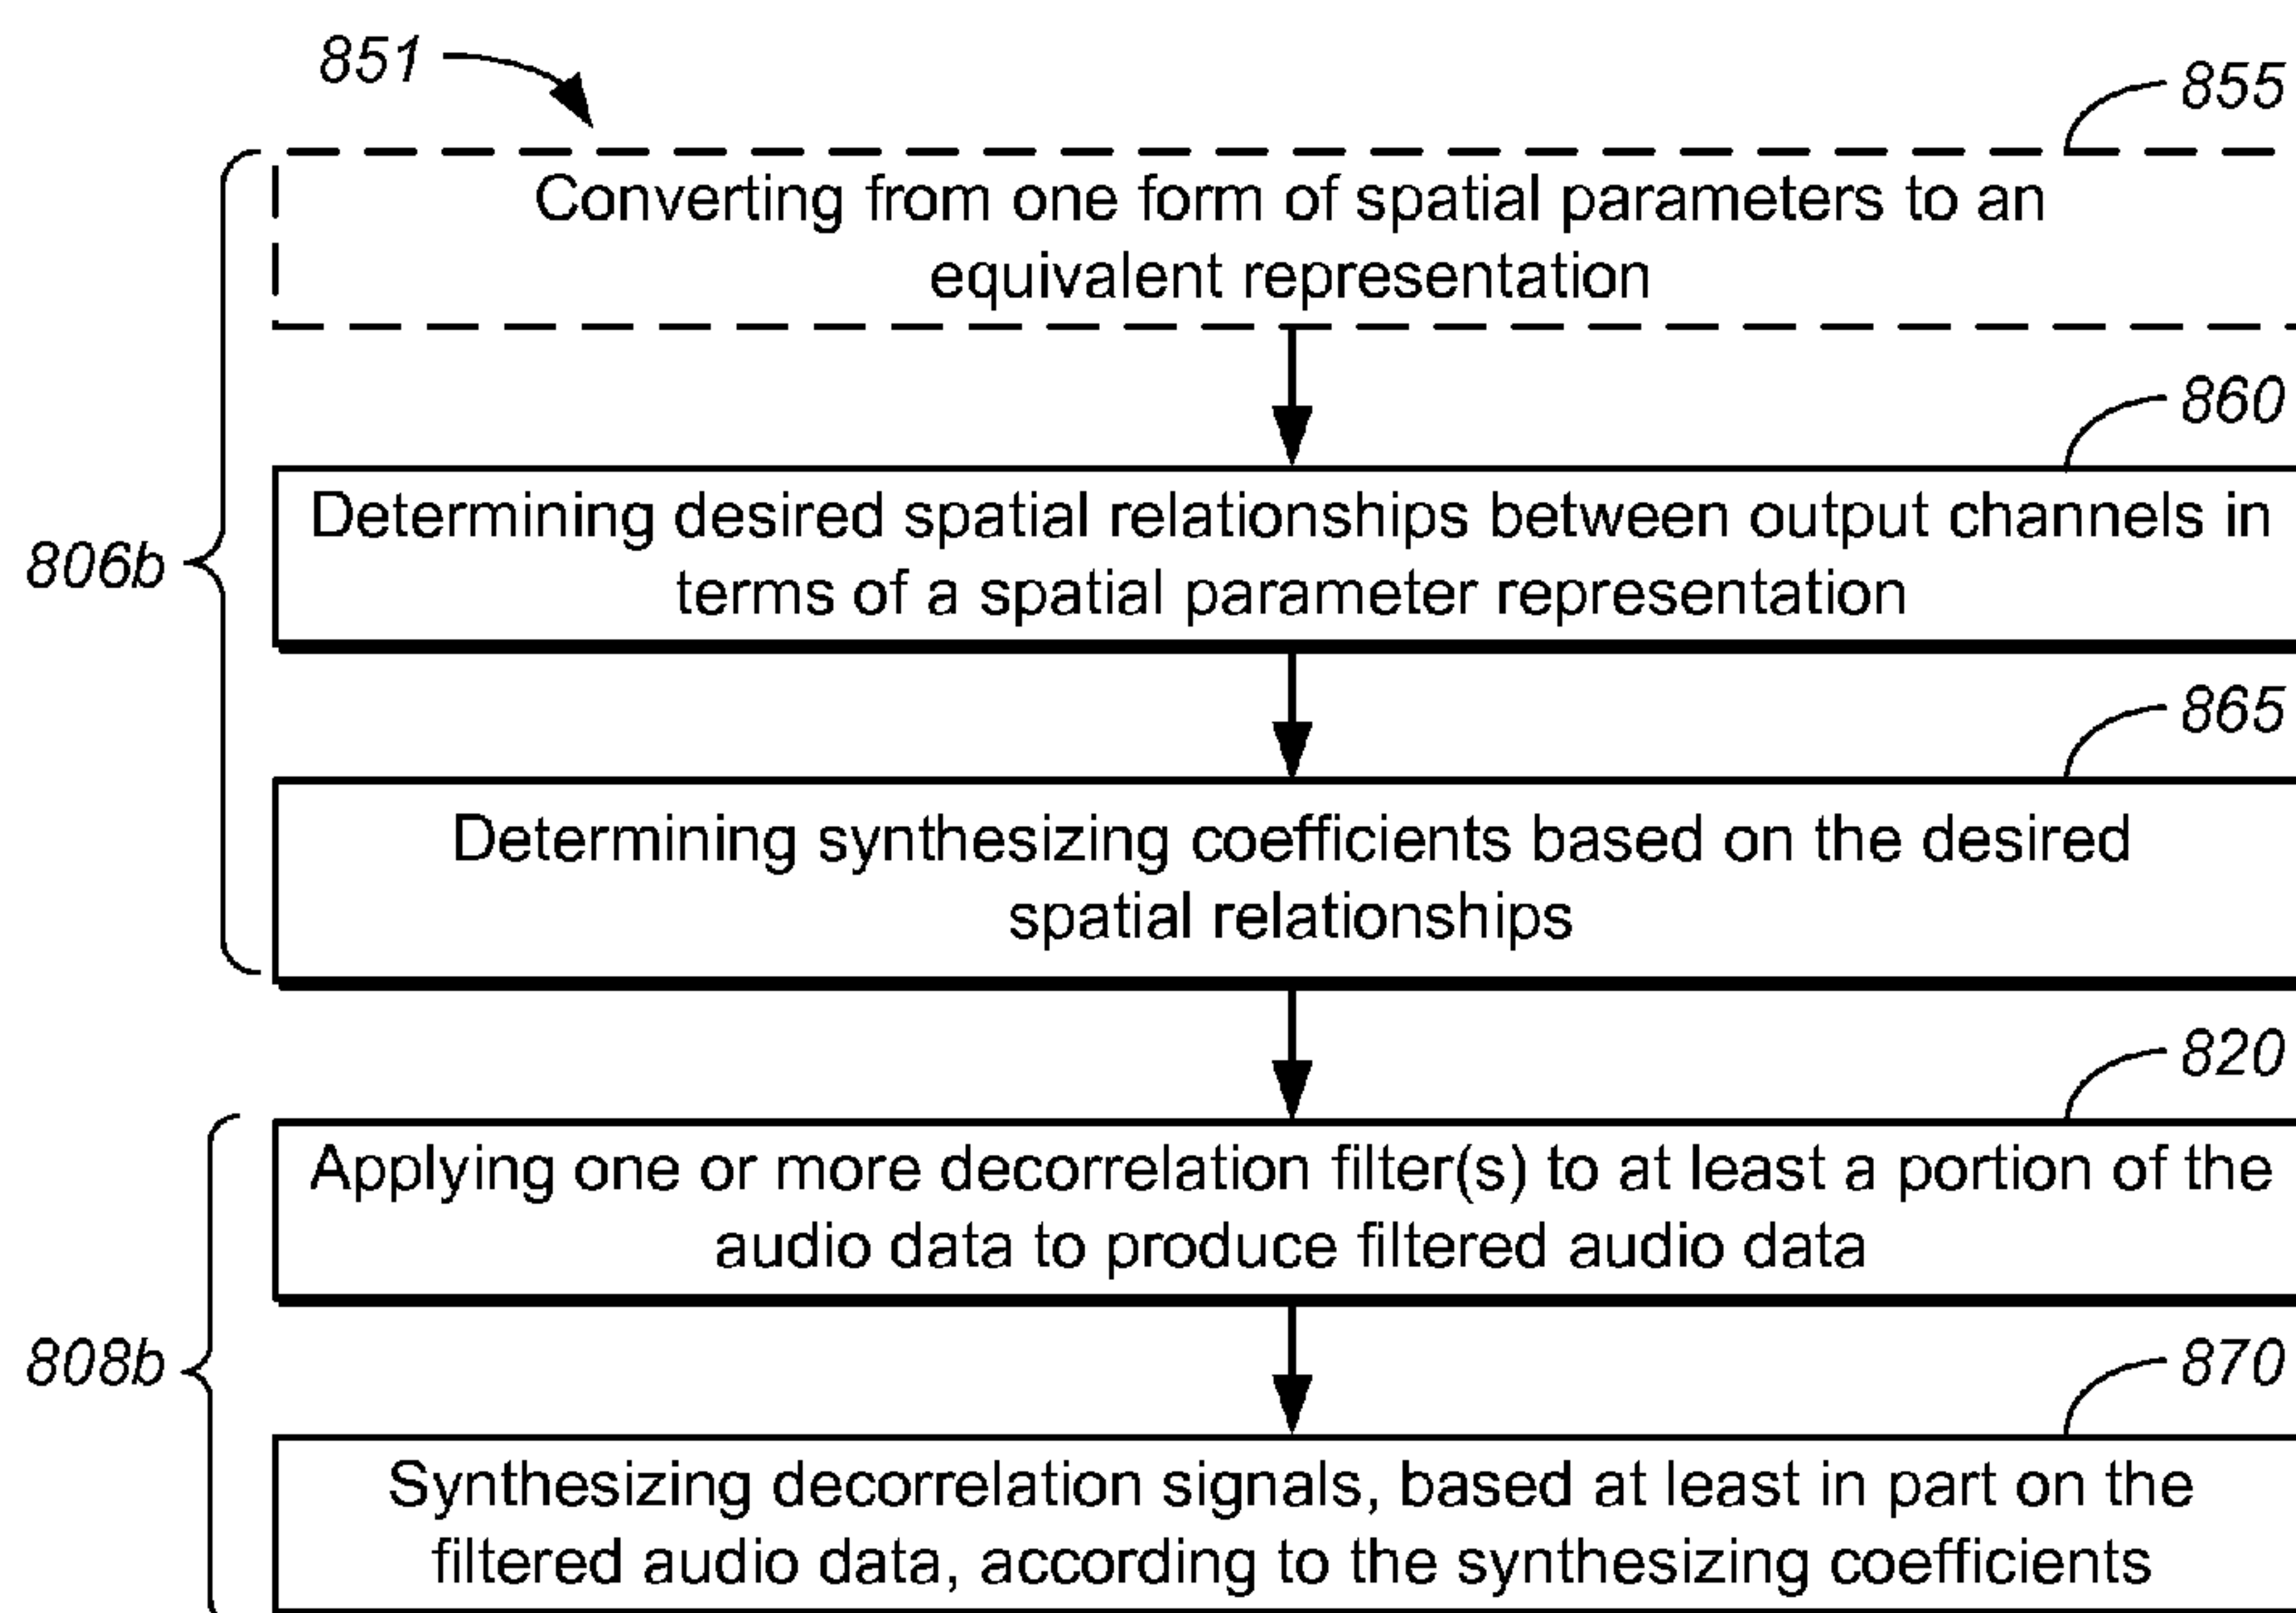 851
855
Converting from one form of spatial parameters to an
equivalent representation
860
Determining desired spatial relationships between output channels in
terms of a spatial parameter representation
806b
865
Determining synthesizing coefficients based on the desired
spatial relationships
820
Applying one or more decorrelation filter(s) to at least a portion of the
audio data to produce filtered audio data
808b
870
Synthesizing decorrelation signals, based at least in part on the
filtered audio data, according to the synthesizing coefficients